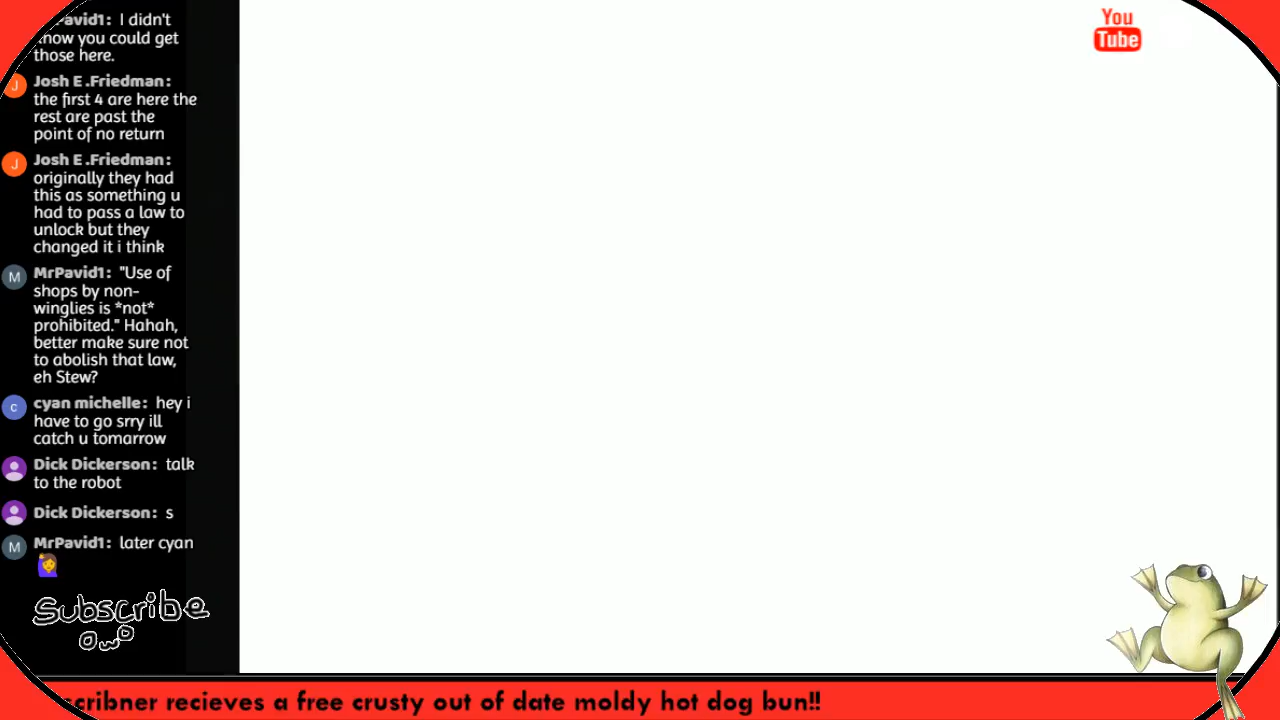 Pavid1: I didn't
know you could get
those here.
Josh E .Friedman:
the first 4 are here the
rest are past the
point of no return
Josh E .Friedman:
originally they had
this as something u
had to pass a law to
unlock but they
changed it i think
MrPavid1: "Use of
shops by non-
winglies is *not*
prohibited." Hahah,
better make sure not
to abolish that law,
eh Stew?
cyan michelle: hey i
have to go srry ill
catch u tomorrow
Dick Dickerson: talk
to the robot
Dick Dickerson: s
MrPavid1: later cyan
Subscribe
OwO
You
Tube
scribner recieves a free crusty out of date moldy hot dog bun!!